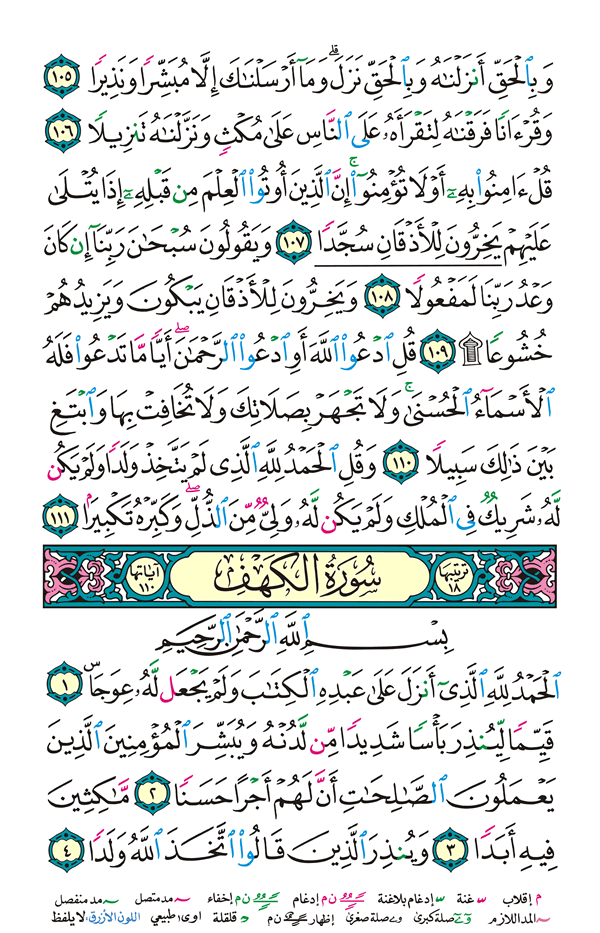 وَبِٱلْحَقِّ أَنزَلْنَٰهُ وَبِٱلْحَقِّ نَزَلَ ۗ وَمَآ أَرْسَلْنَٰكَ إِلَّا مُبَشِّرًا وَنَذِيرًا ١٠٥
وَقُرْءَانًا فَرَقْنَٰهُ لِتَقْرَأَهُۥ عَلَى ٱلنَّاسِ عَلَىٰ مُكْثٍ وَنَزَّلْنَٰهُ تَنزِيلًا ١٠٦
قُلْ ءَامِنُوا۟ بِهِۦٓ أَوْ لَا تُؤْمِنُوٓا۟ ۚ إِنَّ ٱلَّذِينَ أُوتُوا۟ ٱلْعِلْمَ مِن قَبْلِهِۦٓ إِذَا يُتْلَىٰ
عَلَيْهِمْ يَخِرُّونَ لِلْأَذْقَانِ سُجَّدًا ١٠٧ وَيَقُولُونَ سُبْحَٰنَ رَبِّنَآ إِن كَانَ
وَعْدُ رَبِّنَا لَمَفْعُولًا ١٠٨ وَيَخِرُّونَ لِلْأَذْقَانِ يَبْكُونَ وَيَزِيدُهُمْ
خُشُوعًا ۩ ١٠٩ قُلِ ٱدْعُوا۟ ٱللَّهَ أَوِ ٱدْعُوا۟ ٱلرَّحْمَٰنَ ۖ أَيًّا مَّا تَدْعُوا۟ فَلَهُ
ٱلْأَسْمَآءُ ٱلْحُسْنَىٰ ۚ وَلَا تَجْهَرْ بِصَلَاتِكَ وَلَا تُخَافِتْ بِهَا وَٱبْتَغِ
بَيْنَ ذَٰلِكَ سَبِيلًا ١١٠ وَقُلِ ٱلْحَمْدُ لِلَّهِ ٱلَّذِى لَمْ يَتَّخِذْ وَلَدًا وَلَمْ يَكُن
لَّهُۥ شَرِيكٌ فِى ٱلْمُلْكِ وَلَمْ يَكُن لَّهُۥ وَلِىٌّ مِّنَ ٱلذُّلِّ ۖ وَكَبِّرْهُ تَكْبِيرًۢا ١١١
ترتيبها ١٨ سُورَةُ الكَهْفِ آياتها ١١٠
بِسْمِ ٱللَّهِ ٱلرَّحْمَٰنِ ٱلرَّحِيمِ
ٱلْحَمْدُ لِلَّهِ ٱلَّذِىٓ أَنزَلَ عَلَىٰ عَبْدِهِ ٱلْكِتَٰبَ وَلَمْ يَجْعَل لَّهُۥ عِوَجَا ۜ ١
قَيِّمًا لِّيُنذِرَ بَأْسًا شَدِيدًا مِّن لَّدُنْهُ وَيُبَشِّرَ ٱلْمُؤْمِنِينَ ٱلَّذِينَ
يَعْمَلُونَ ٱلصَّٰلِحَٰتِ أَنَّ لَهُمْ أَجْرًا حَسَنًا ٢ مَّٰكِثِينَ
فِيهِ أَبَدًا ٣ وَيُنذِرَ ٱلَّذِينَ قَالُوا۟ ٱتَّخَذَ ٱللَّهُ وَلَدًا ٤
م إقلاب غنة إدغام بلاغنة ن م إدغام ن م إخفاء مد متصل مد منفصل
المد اللازم صلة كبرى صلة صغرى إظهار ن م قلقلة اوى: طبيعي اللون الأزرق: لا يلفظ